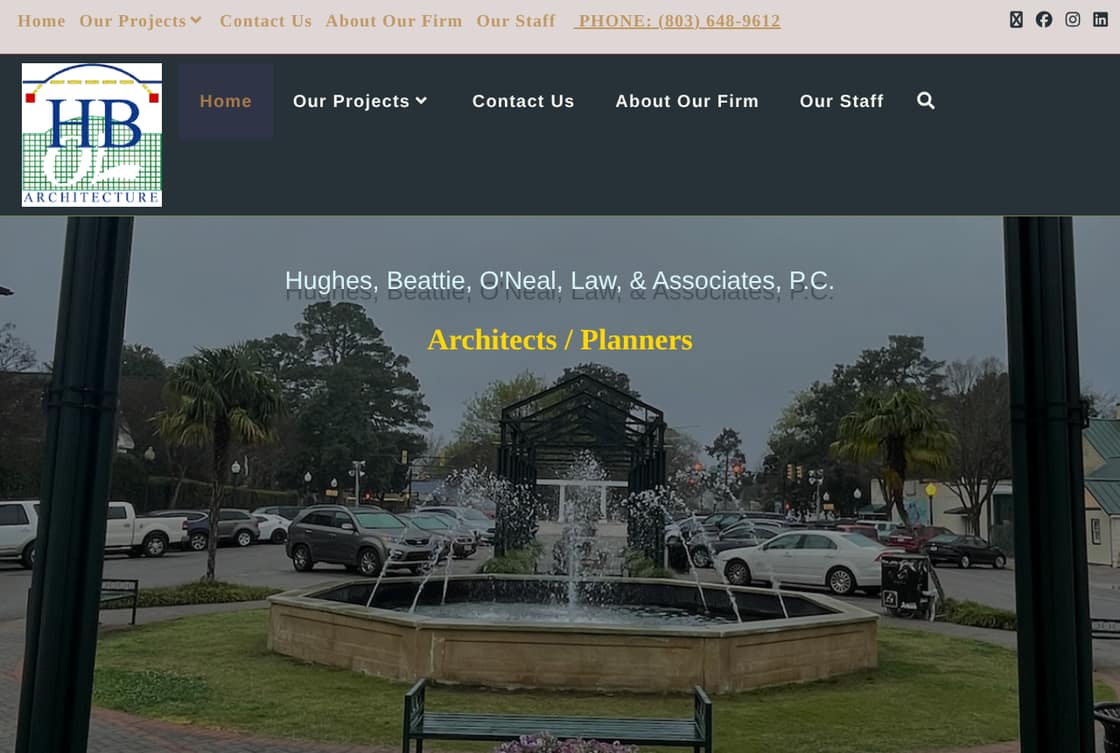 Home Our Projects Contact Us About Our Firm Our Staff PHONE: (803) 648-9612
HB
OL
ARCHITECTURE
Home Our Projects Contact Us About Our Firm Our Staff
Hughes, Beattie, O'Neal, Law, & Associates, P.C.
Architects / Planners